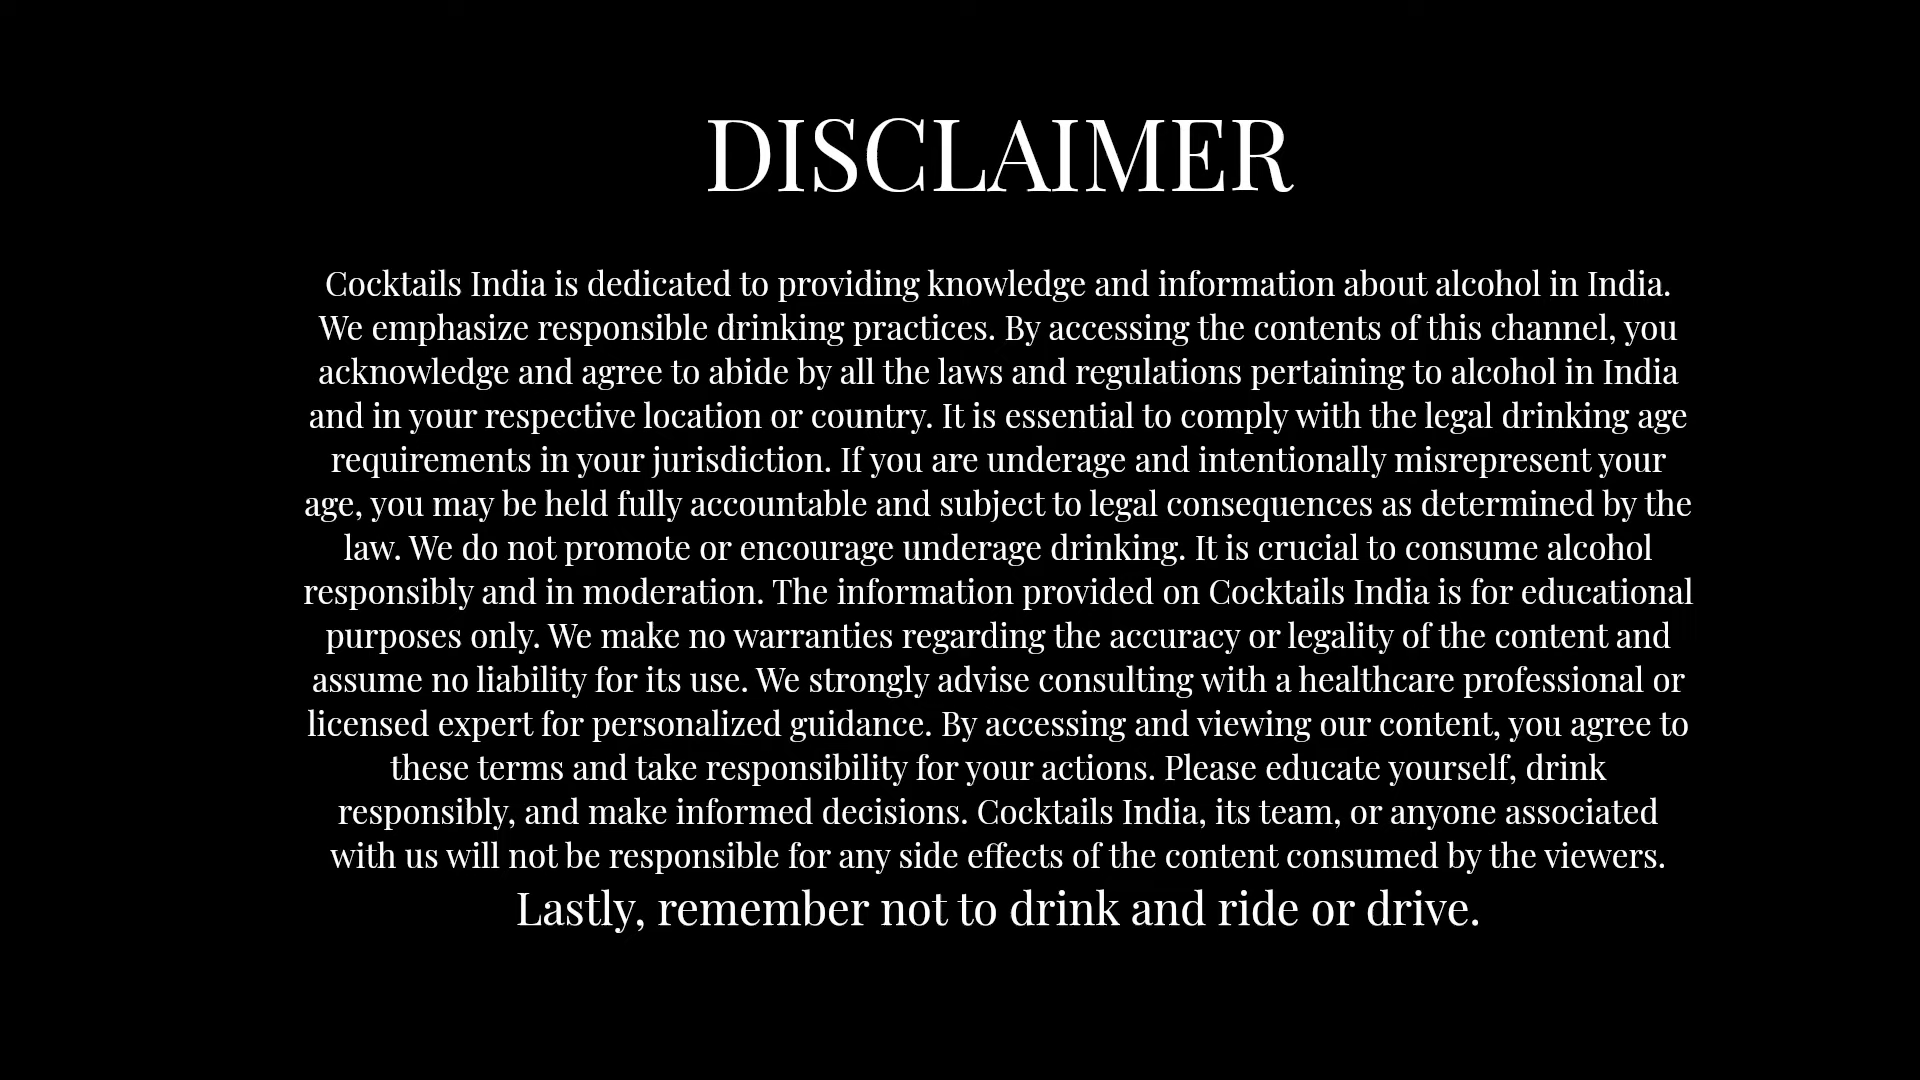 DISCLAIMER
Cocktails India is dedicated to providing knowledge and information about alcohol in India.
We emphasize responsible drinking practices. By accessing the contents of this channel, you
acknowledge and agree to abide by all the laws and regulations pertaining to alcohol in India
and in your respective location or country. It is essential to comply with the legal drinking age
requirements in your jurisdiction. If you are underage and intentionally misrepresent your
age, you may be held fully accountable and subject to legal consequences as determined by the
law. We do not promote or encourage underage drinking. It is crucial to consume alcohol
responsibly and in moderation. The information provided on Cocktails India is for educational
purposes only. We make no warranties regarding the accuracy or legality of the content and
assume no liability for its use. We strongly advise consulting with a healthcare professional or
licensed expert for personalized guidance. By accessing and viewing our content, you agree to
these terms and take responsibility for your actions. Please educate yourself, drink
responsibly, and make informed decisions. Cocktails India, its team, or anyone associated
with us will not be responsible for any side effects of the content consumed by the viewers.
Lastly, remember not to drink and ride or drive.